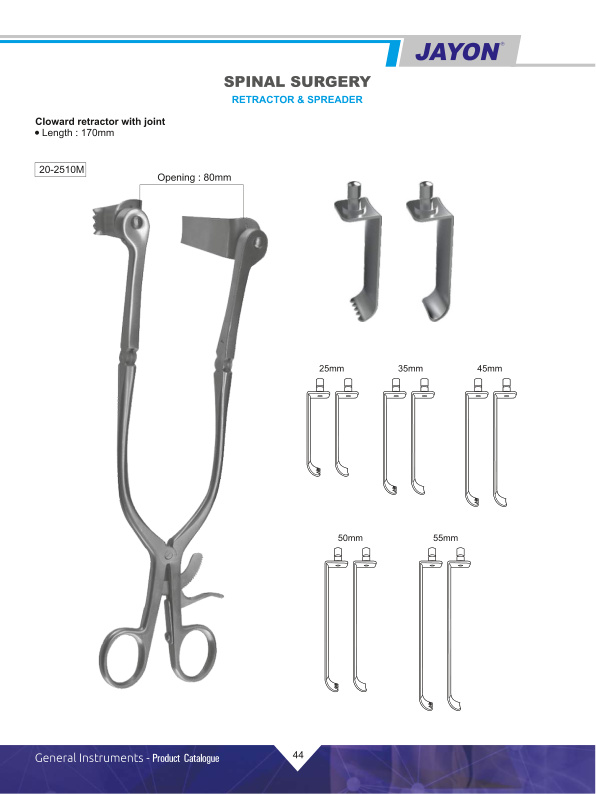 JAYON®
SPINAL SURGERY
RETRACTOR & SPREADER
Cloward retractor with joint
• Length : 170mm
20-2510M
Opening : 80mm
25mm 35mm 45mm
50mm 55mm
General Instruments - Product Catalogue 44